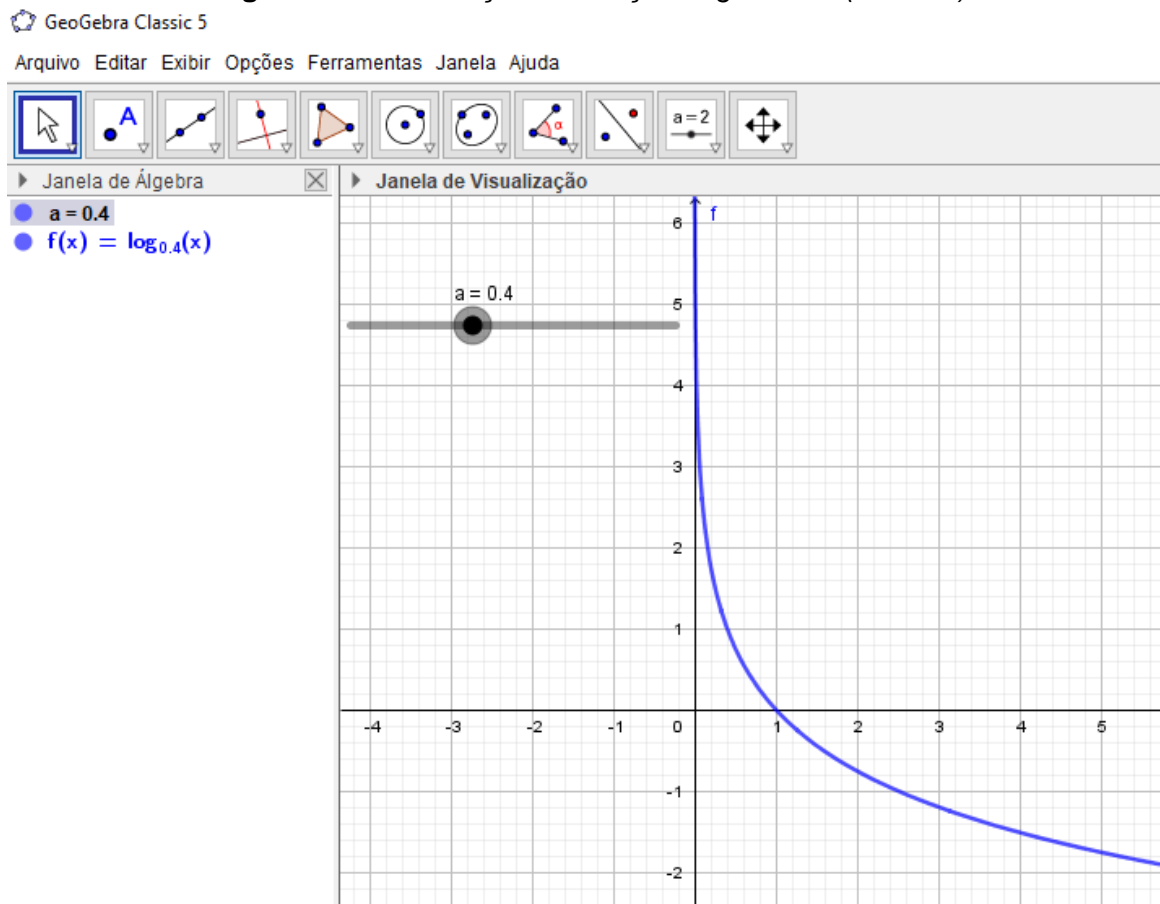 GeoGebra Classic 5
Arquivo Editar Exibir Opções Ferramentas Janela Ajuda
A
α
a=2
Janela de Álgebra
Janela de Visualização
a = 0.4
f(x) = log₀.₄(x)
f
a = 0.4
6
5
4
3
2
1
-4 -3 -2 -1 0 1 2 3 4 5
-1
-2